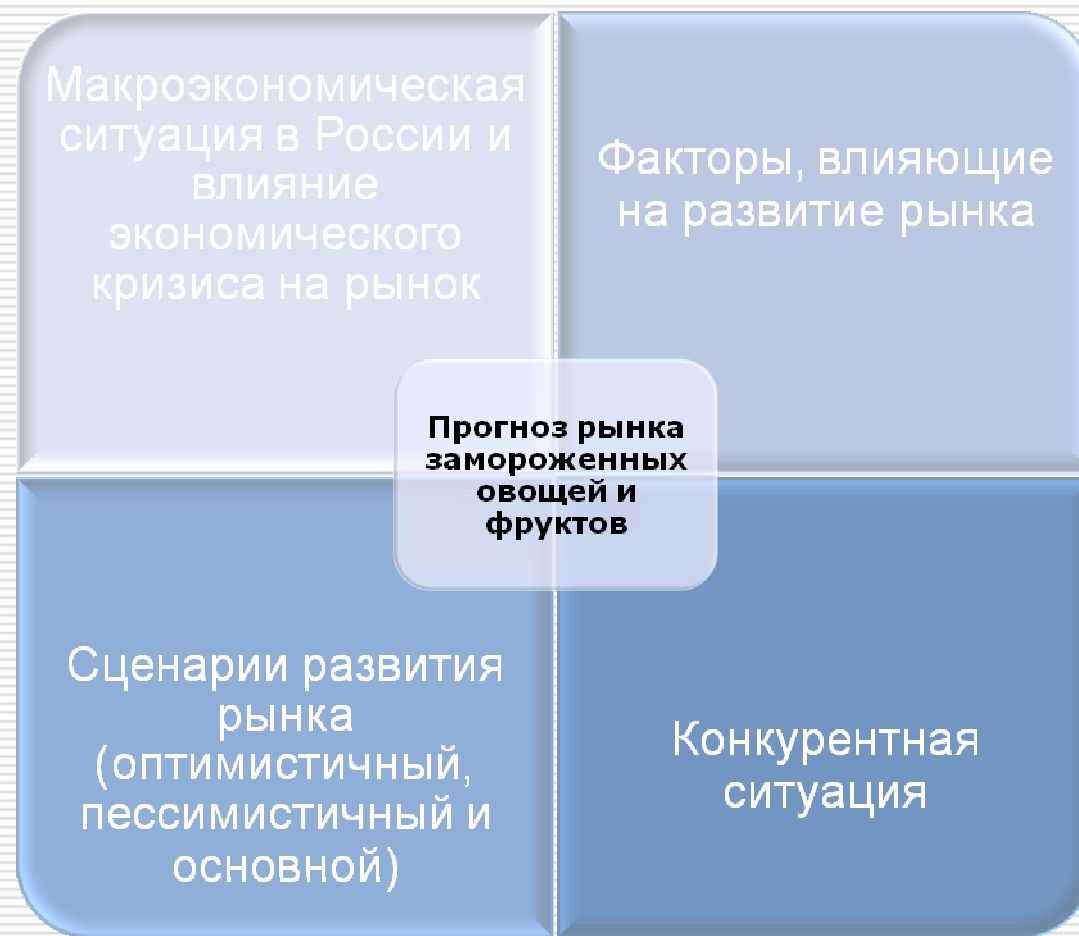 Макроэкономическая
ситуация в России и
влияние
экономического
кризиса на рынок
Факторы, влияющие
на развитие рынка
Прогноз рынка
замороженных
овощей и
фруктов
Сценарии развития
рынка
(оптимистичный,
пессимистичный и
основной)
Конкурентная
ситуация